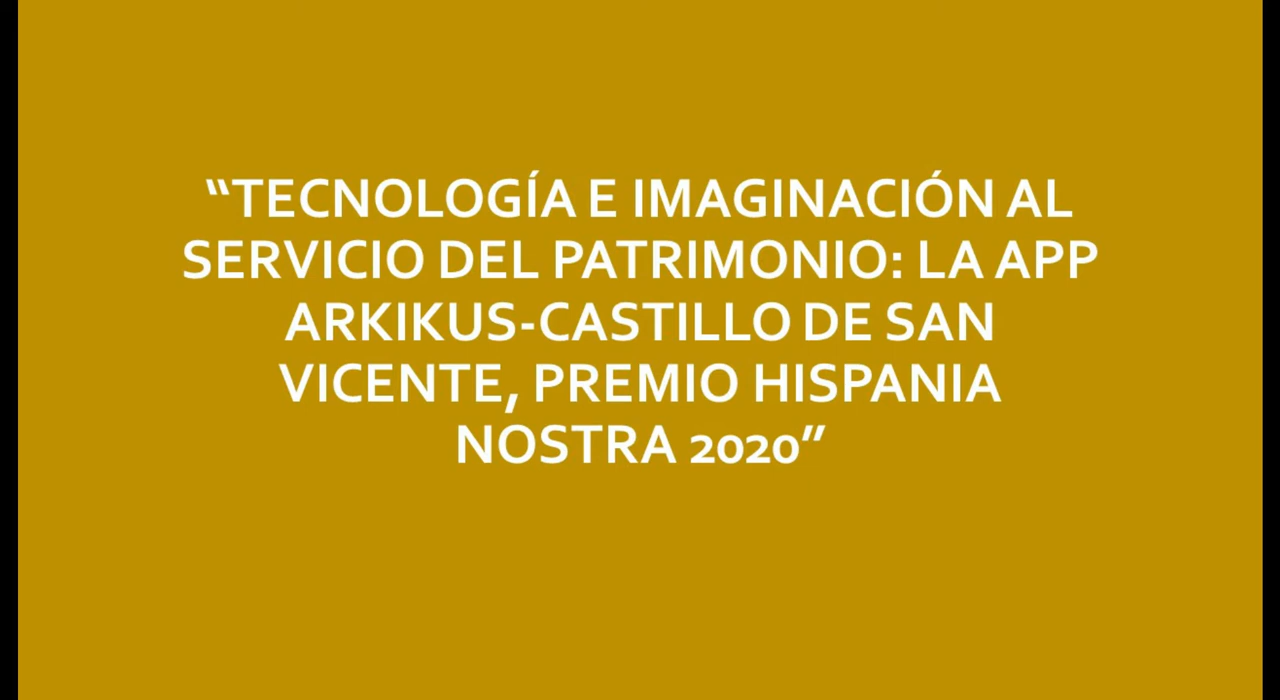 “TECNOLOGÍA E IMAGINACIÓN AL
SERVICIO DEL PATRIMONIO: LA APP
ARKIKUS-CASTILLO DE SAN
VICENTE, PREMIO HISPANIA
NOSTRA 2020”